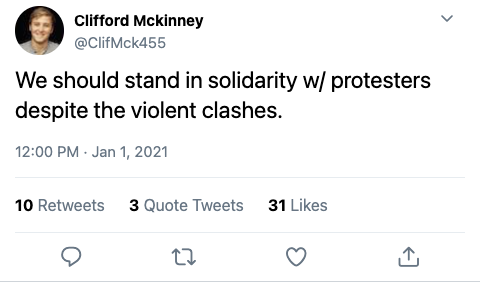 Clifford Mckinney
@ClifMck455
We should stand in solidarity w/ protesters
despite the violent clashes.
12:00 PM · Jan 1, 2021
10 Retweets 3 Quote Tweets 31 Likes